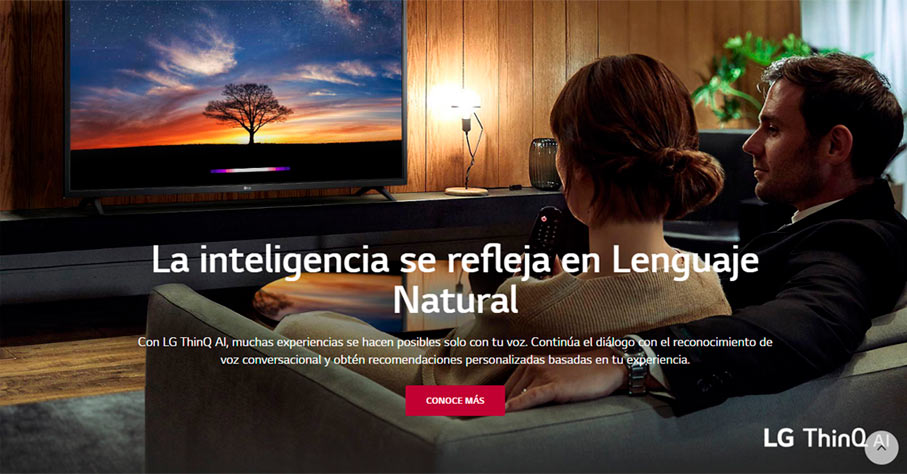 La inteligencia se refleja en Lenguaje
Natural
Con LG ThinQ AI, muchas experiencias se hacen posibles solo con tu voz. Continúa el diálogo con el reconocimiento de
voz conversacional y obtén recomendaciones personalizadas basadas en tu experiencia.
CONOCE MÁS
LG ThinQ AI